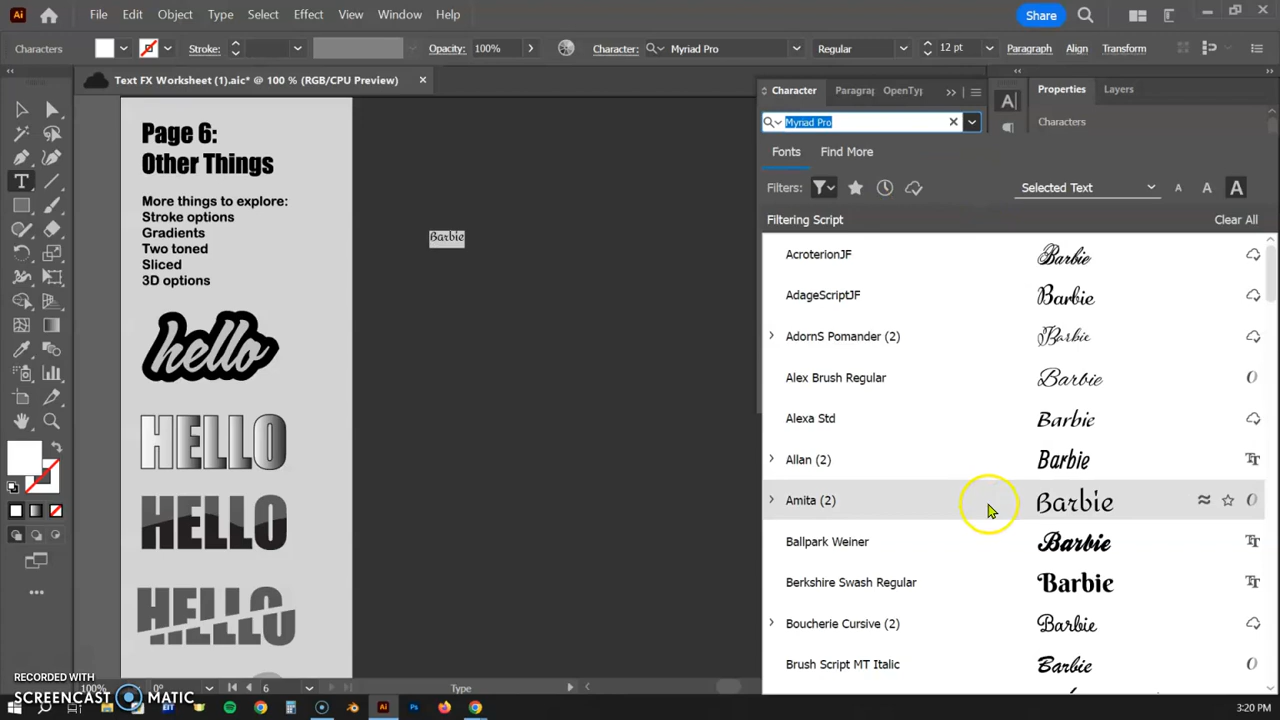 Ai File Edit Object Type Select Effect View Window Help Share
Characters Stroke: Opacity: 100% Character: Myriad Pro Regular 12 pt Paragraph Align Transform
Text FX Worksheet (1).aic* @ 100 % (RGB/CPU Preview)
Character Paragra OpenTyp
Properties Layers
Myriad Pro
Characters
Fonts Find More
Filters: Selected Text A A A
Filtering Script Clear All
AcroterionJF Barbie
AdageScriptJF Barbie
AdornS Pomander (2) Barbie
Alex Brush Regular Barbie
Alexa Std Barbie
Allan (2) Barbie
Amita (2) Barbie
Ballpark Weiner Barbie
Berkshire Swash Regular Barbie
Boucherie Cursive (2) Barbie
Brush Script MT Italic Barbie
Page 6:
Other Things
More things to explore:
Stroke options
Gradients
Two toned
Sliced
3D options
hello
HELLO
HELLO
HELLO
Barbie
RECORDED WITH
SCREENCAST MATIC
100% 0° 6 Type
3:20 PM